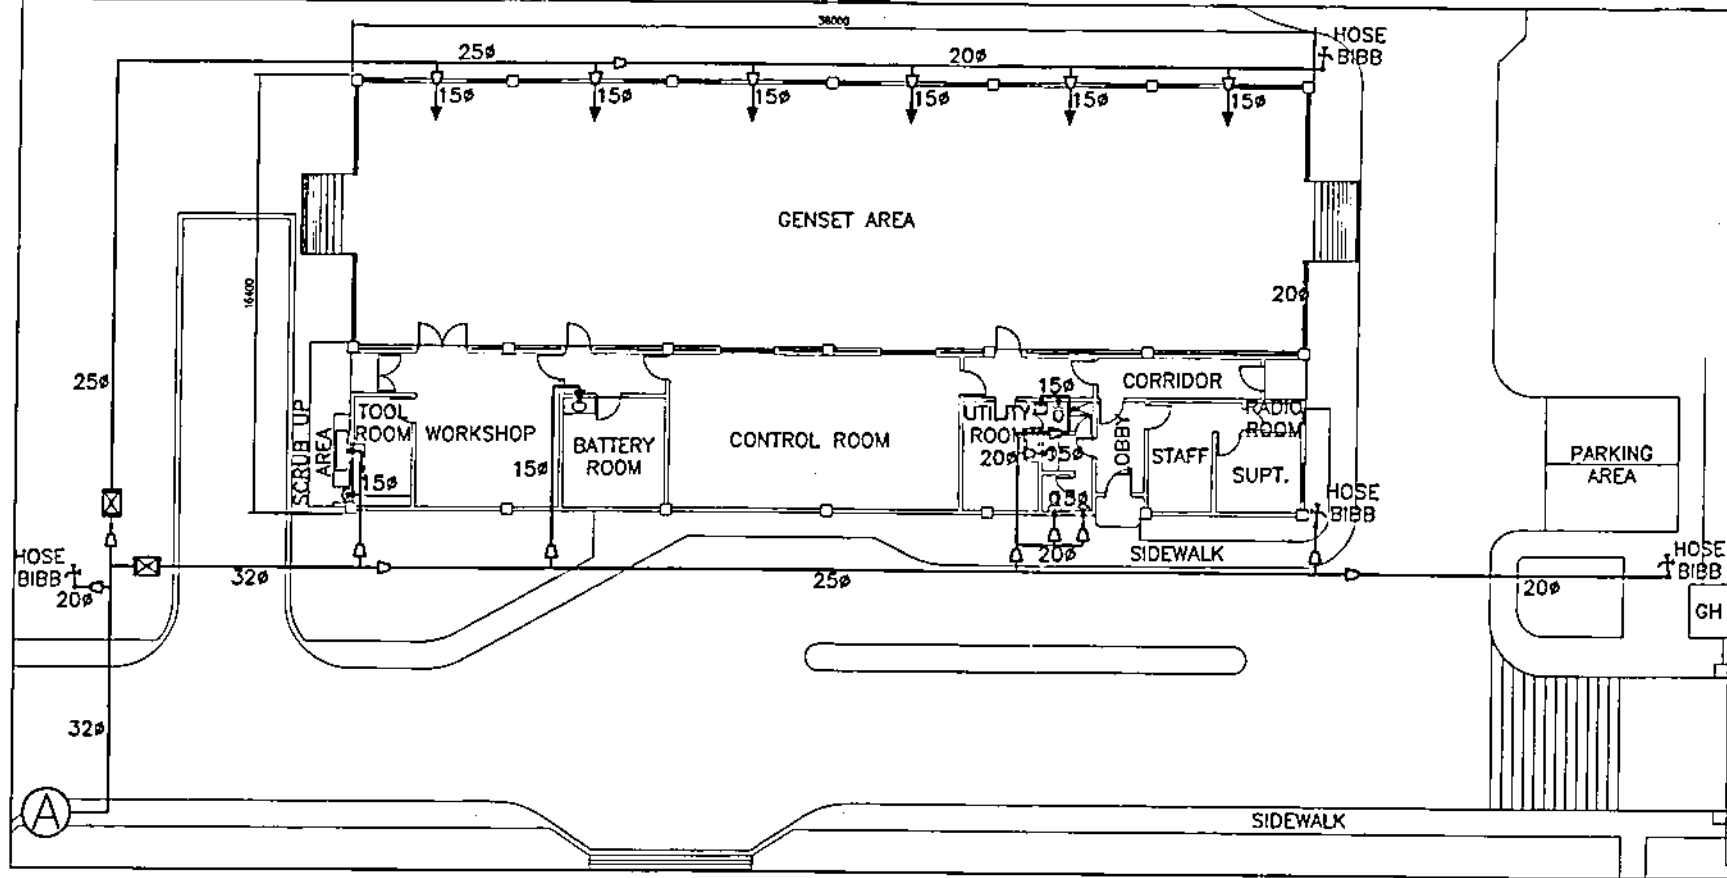 38000
HOSE
BIBB
25ø
20ø
15ø
15ø
15ø
15ø
15ø
15ø
GENSET AREA
16400
20ø
25ø
15ø
CORRIDOR
SCRUB UP
AREA
TOOL
ROOM
WORKSHOP
BATTERY
ROOM
CONTROL ROOM
UTILITY
ROOM
LOBBY
STAFF
RADIO
ROOM
SUPT.
PARKING
AREA
15ø
15ø
20ø
15ø
15ø
HOSE
BIBB
HOSE
BIBB
20ø
32ø
20ø
SIDEWALK
25ø
20ø
HOSE
BIBB
GH
32ø
A
SIDEWALK